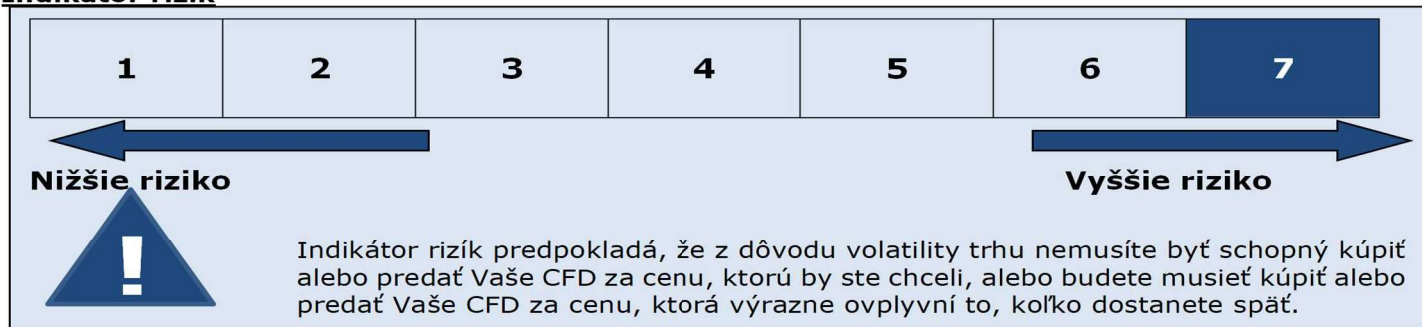 Indikátor rizík
1 2 3 4 5 6 7
Nižšie riziko Vyššie riziko
!
Indikátor rizík predpokladá, že z dôvodu volatility trhu nemusíte byť schopný kúpiť
alebo predať Vaše CFD za cenu, ktorú by ste chceli, alebo budete musieť kúpiť alebo
predať Vaše CFD za cenu, ktorá výrazne ovplyvní to, koľko dostanete späť.